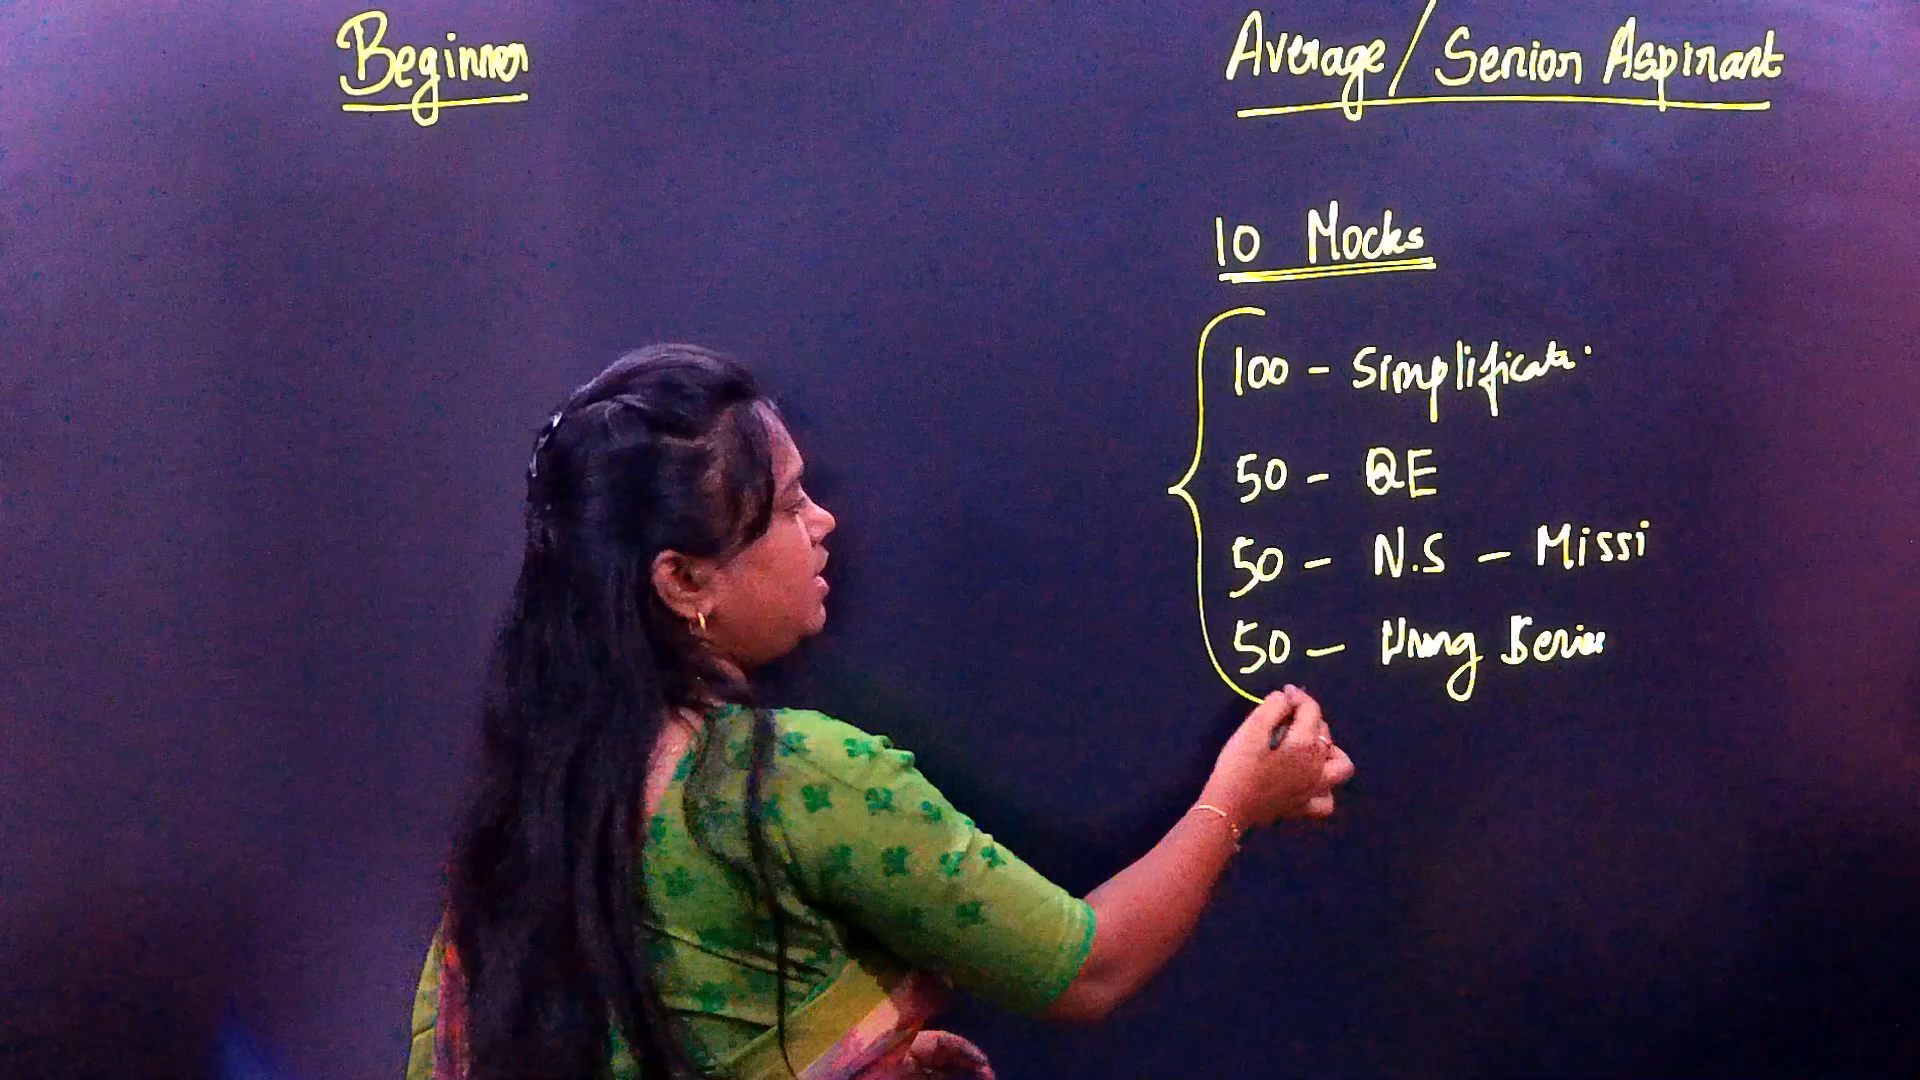 Beginner
Average/Senior Aspirant
10 Mocks
100 - Simplificati.
50 - QE
50 - N.S - Missi
50 - Wrong Series